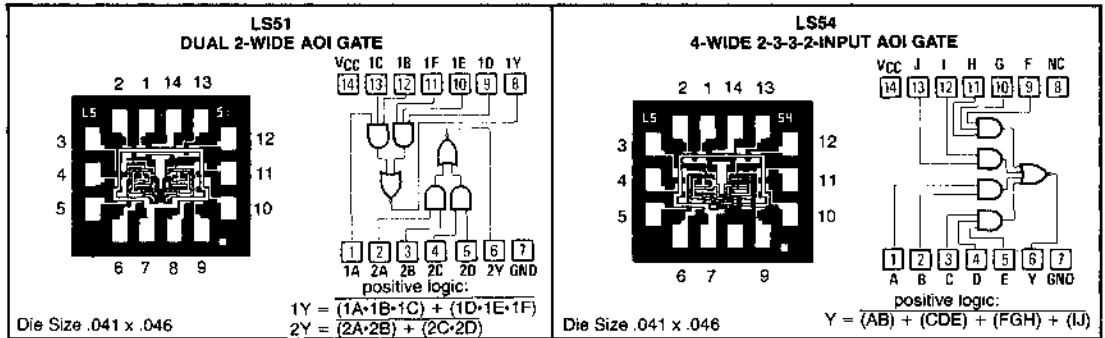 LS51
DUAL 2-WIDE AOI GATE
2 1 14 13
LS 51
3 12
4 11
5 10
6 7 8 9
VCC 1C 1B 1F 1E 1D 1Y
14 13 12 11 10 9 8
1 2 3 4 5 6 7
1A 2A 2B 2C 2D 2Y GND
positive logic:
1Y = (1A•1B•1C) + (1D•1E•1F)
2Y = (2A•2B) + (2C•2D)
Die Size .041 x .046
LS54
4-WIDE 2-3-3-2-INPUT AOI GATE
2 1 14 13
LS 54
3 12
4 11
5 10
6 7 9
VCC J I H G F NC
14 13 12 11 10 9 8
1 2 3 4 5 6 7
A B C D E Y GND
positive logic:
Y = (AB) + (CDE) + (FGH) + (IJ)
Die Size .041 x .046